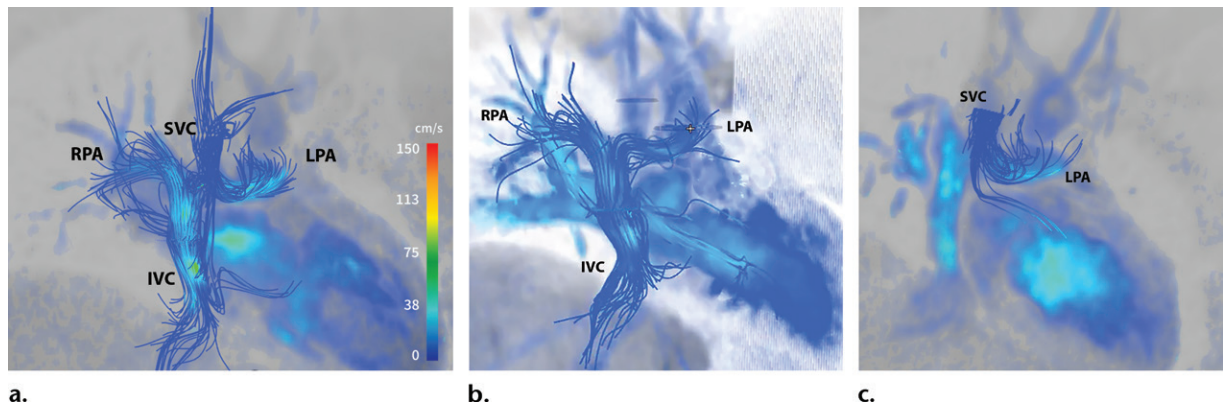 SVC
RPA
LPA
IVC
cm/s
150
113
75
38
0
RPA
LPA
IVC
SVC
LPA
a.
b.
c.